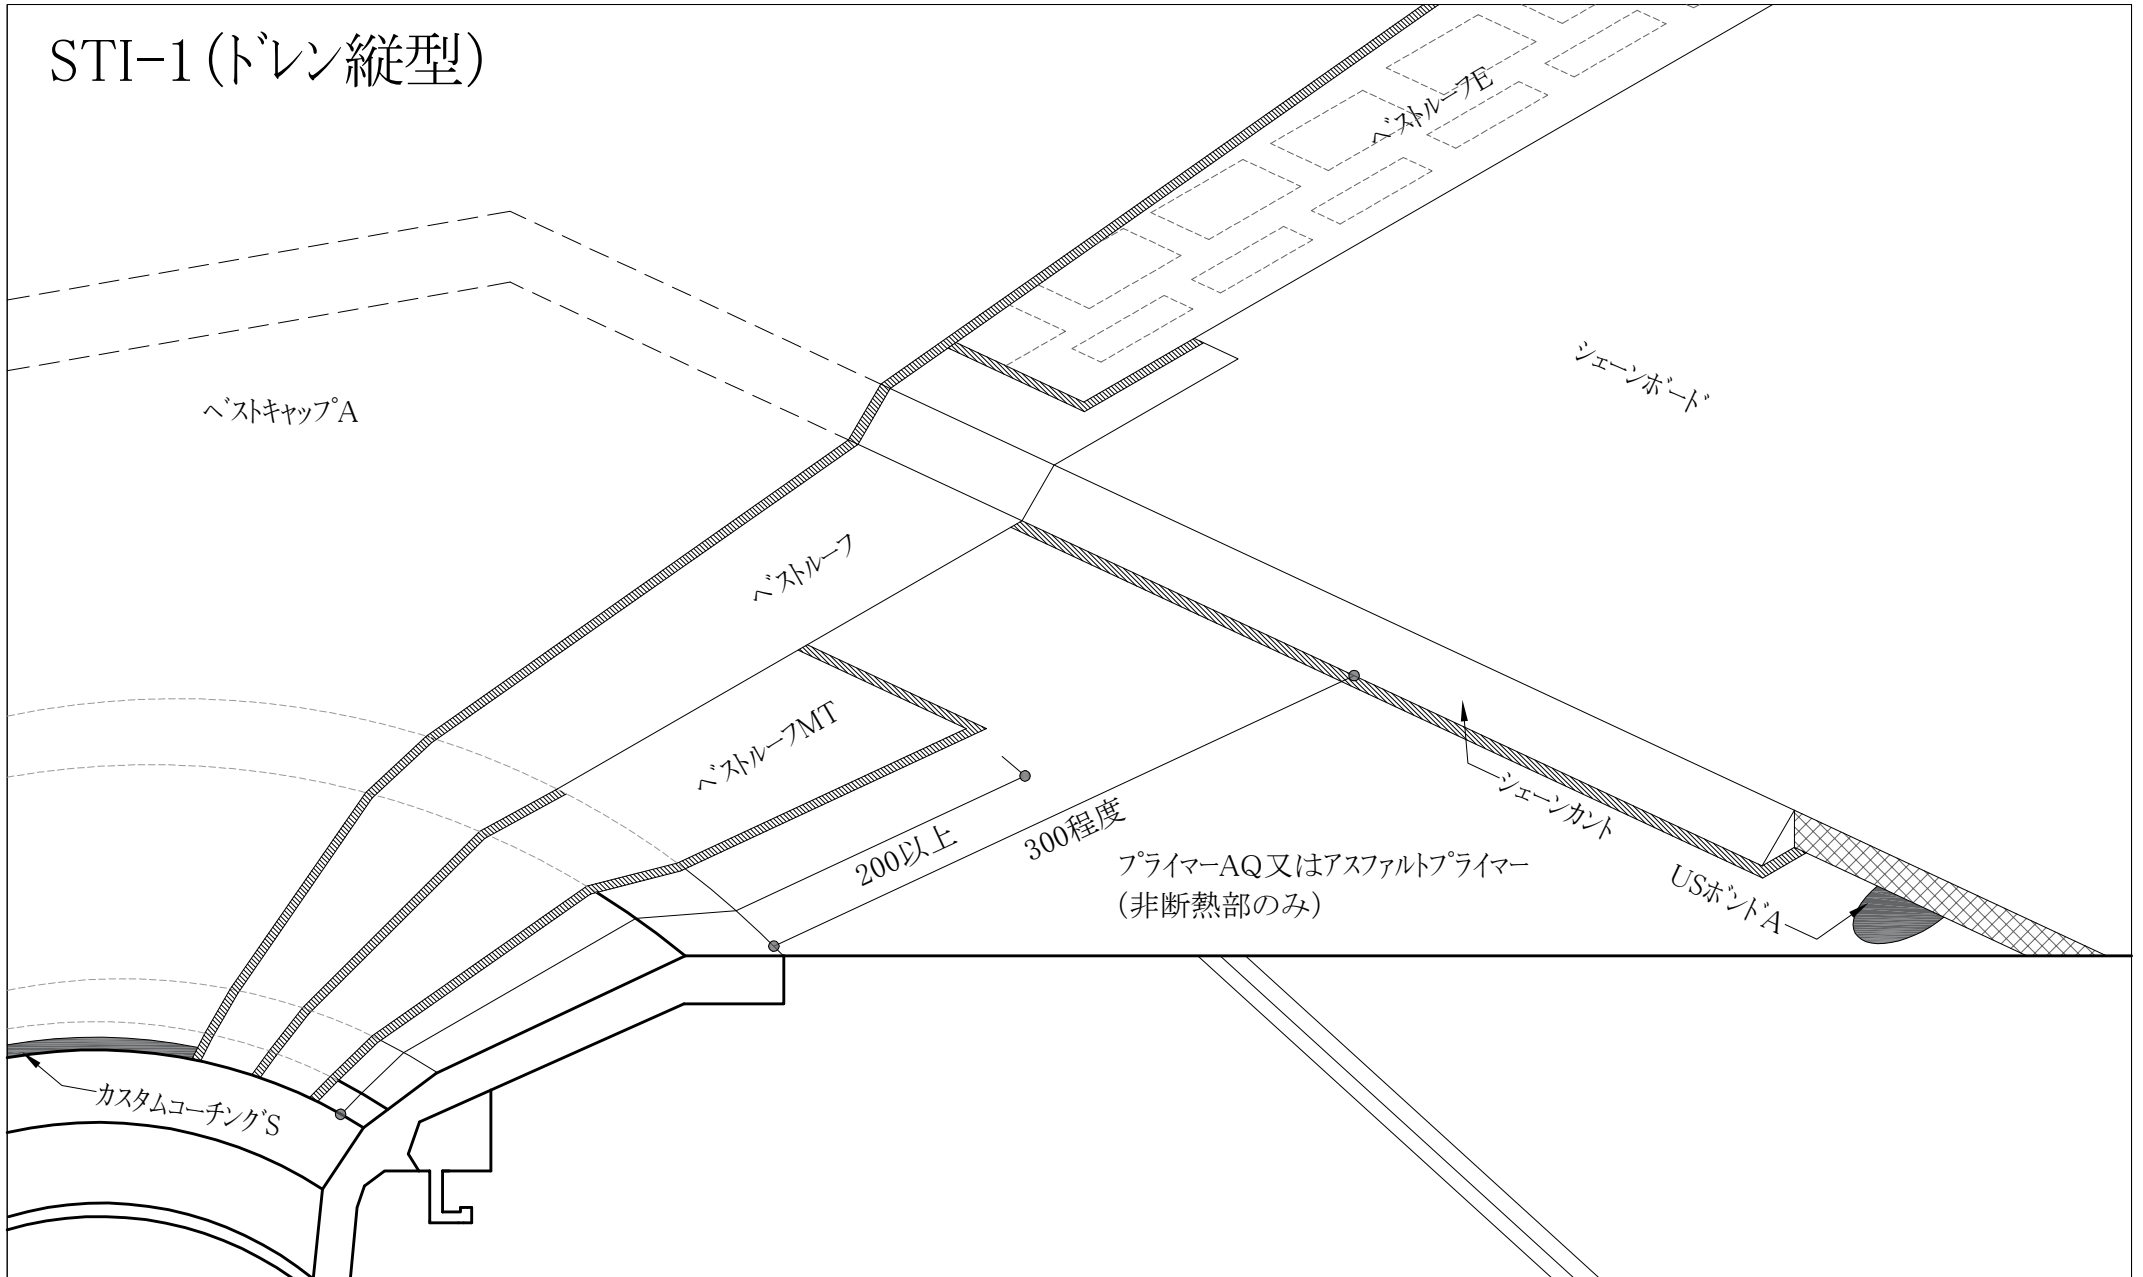 STI-1(ドレン縦型)
ベストルーフE
シェーンボード
ベストキャップA
ベストルーフ
ベストルーフMT
シェーンカント
300程度
200以上
プライマーAQ又はアスファルトプライマー
(非断熱部のみ)
USボンドA
カスタムコーチングS